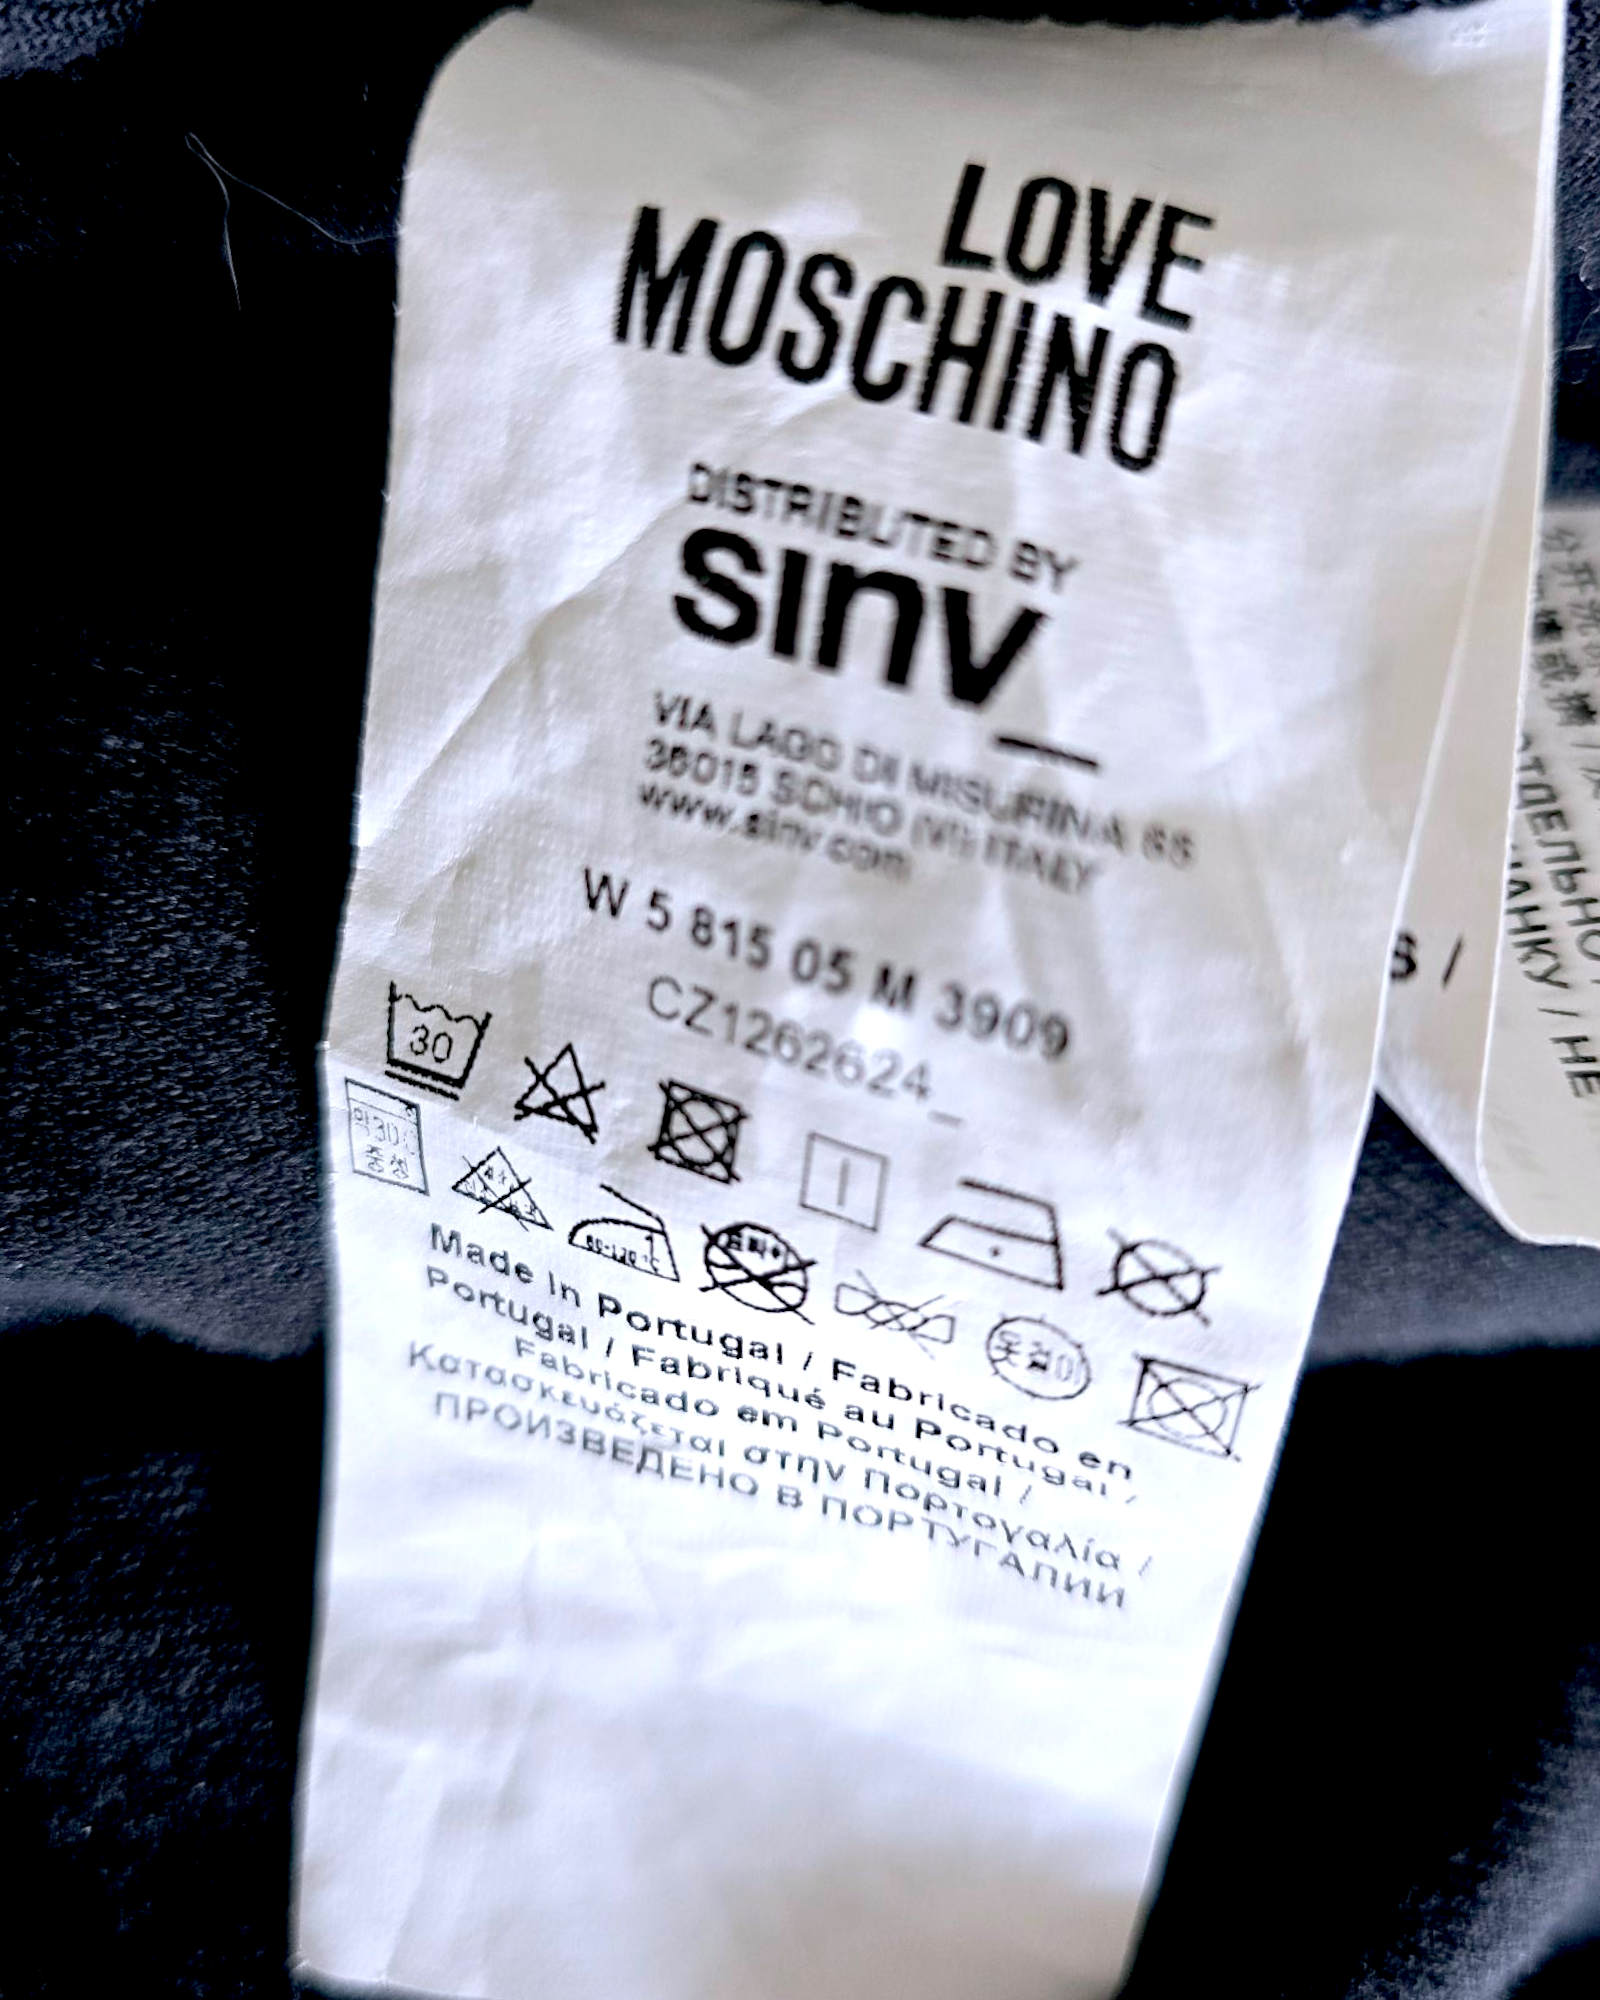 LOVE
MOSCHINO
DISTRIBUTED BY
sinv_
VIA LAGO DI MISURINA 65
36015 SCHIO (VI) ITALY
www.sinv.com
W 5 815 05 M 3909
CZ1262624_
30
Made In Portugal / Fabricado en
Portugal / Fabriqué au Portugal /
Fabricado em Portugal /
Κατασκευάζεται στην Πορτογαλία /
ПРОИЗВЕДЕНО В ПОРТУГАЛИИ
s /